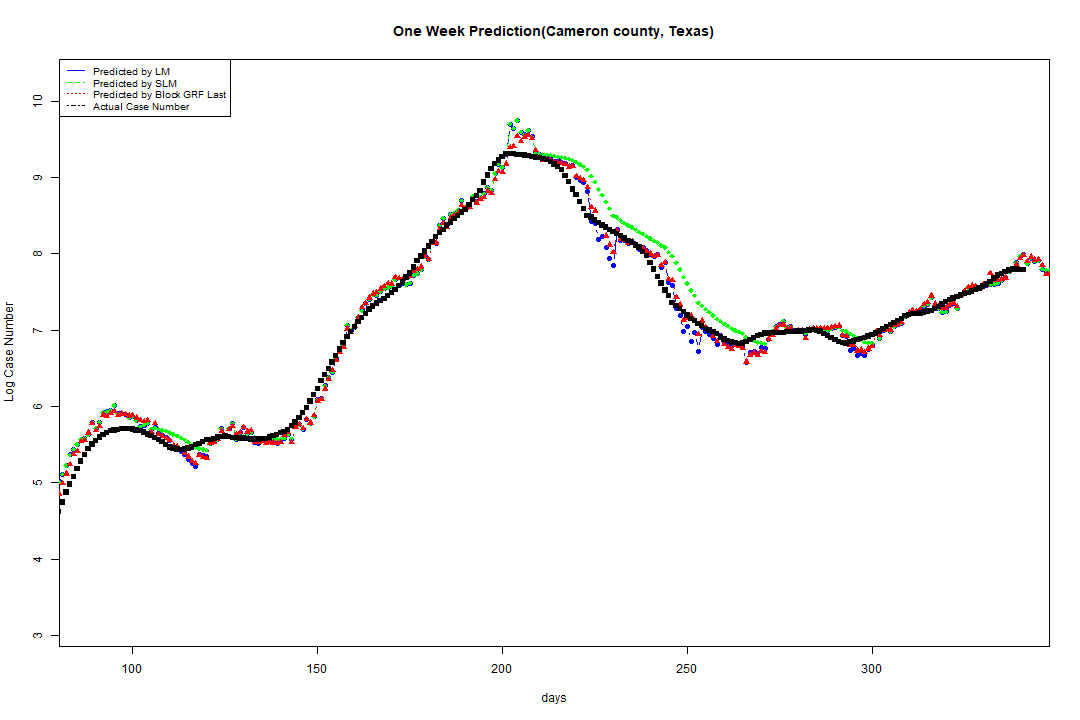 One Week Prediction(Cameron county, Texas)
Predicted by LM
Predicted by SLM
Predicted by Block GRF Last
Actual Case Number
10
9
8
7
6
5
4
3
Log Case Number
100 150 200 250 300
days